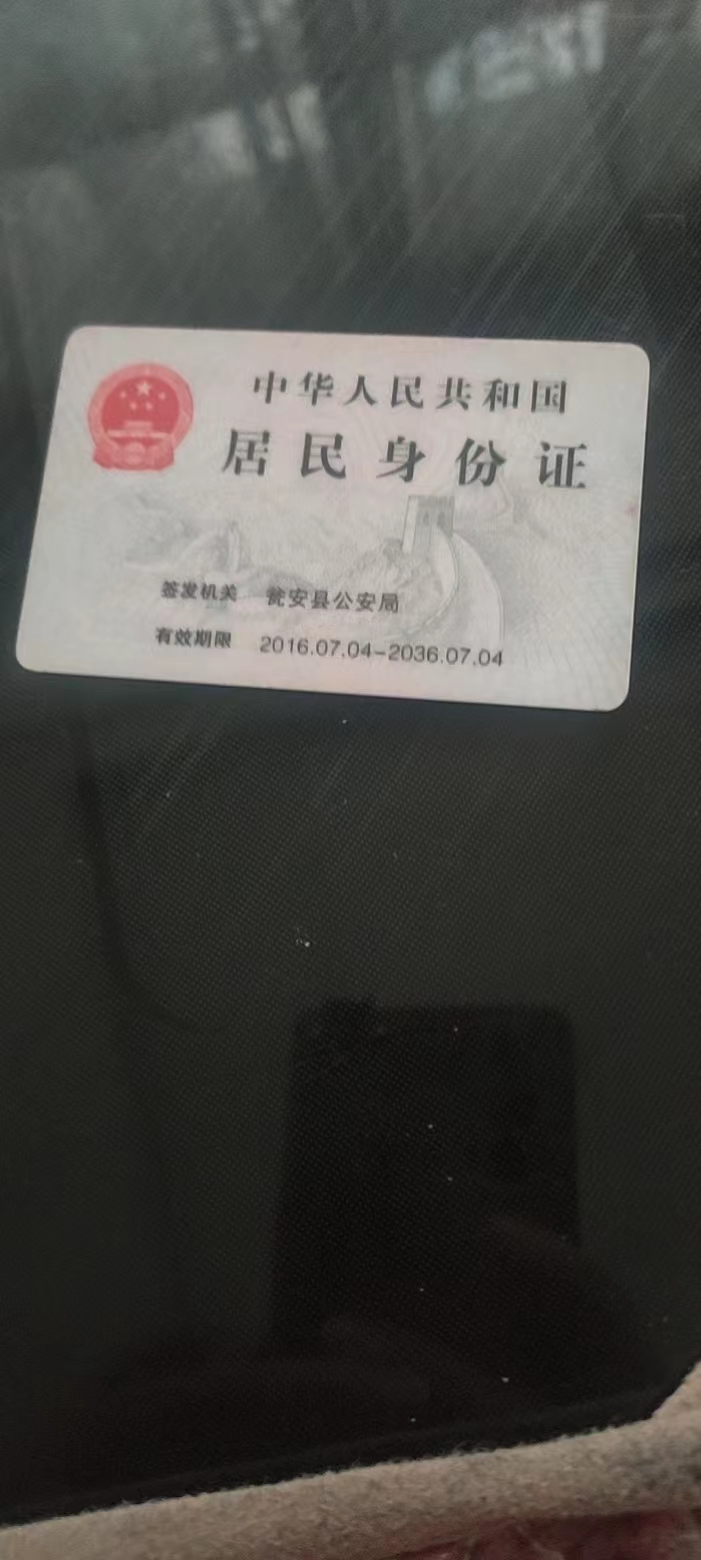 中华人民共和国
居民身份证
签发机关 瓮安县公安局
有效期限 2016.07.04-2036.07.04